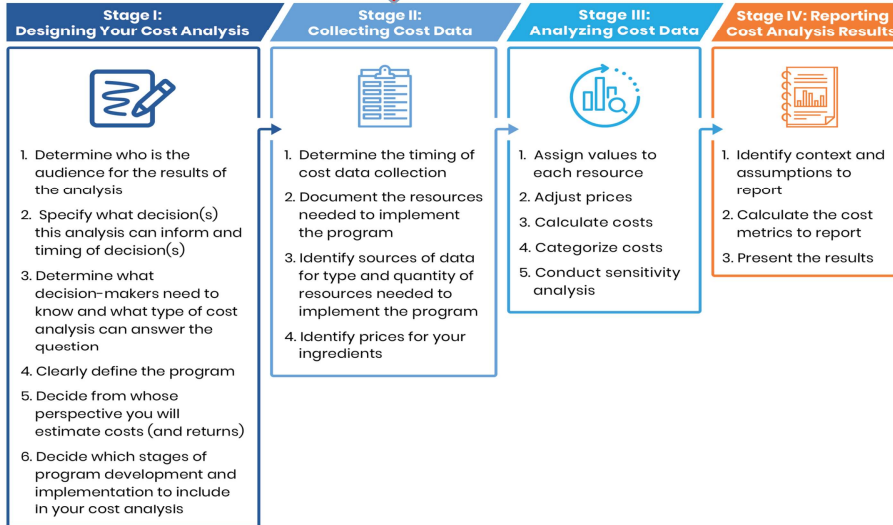 Stage I:
Designing Your Cost Analysis
1. Determine who is the
audience for the results of
the analysis
2. Specify what decision(s)
this analysis can inform and
timing of decision(s)
3. Determine what
decision-makers need to
know and what type of cost
analysis can answer the
question
4. Clearly define the program
5. Decide from whose
perspective you will
estimate costs (and returns)
6. Decide which stages of
program development and
implementation to include
in your cost analysis
Stage II:
Collecting Cost Data
1. Determine the timing of
cost data collection
2. Document the resources
needed to implement
the program
3. Identify sources of data
for type and quantity of
resources needed to
implement the program
4. Identify prices for your
ingredients
Stage III:
Analyzing Cost Data
1. Assign values to
each resource
2. Adjust prices
3. Calculate costs
4. Categorize costs
5. Conduct sensitivity
analysis
Stage IV: Reporting
Cost Analysis Results
1. Identify context and
assumptions to
report
2. Calculate the cost
metrics to report
3. Present the results